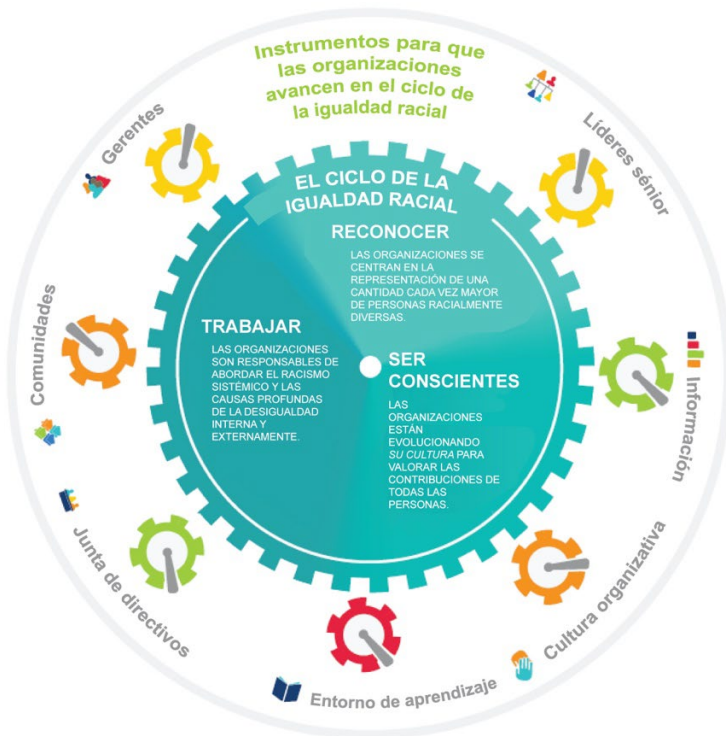 Instrumentos para que
las organizaciones
avancen en el ciclo de
la igualdad racial
Gerentes
Líderes sénior
EL CICLO DE LA
IGUALDAD RACIAL
RECONOCER
LAS ORGANIZACIONES SE
CENTRAN EN LA
REPRESENTACIÓN DE UNA
CANTIDAD CADA VEZ MAYOR
DE PERSONAS RACIALMENTE
DIVERSAS.
TRABAJAR
LAS ORGANIZACIONES
SON RESPONSABLES DE
ABORDAR EL RACISMO
SISTÉMICO Y LAS
CAUSAS PROFUNDAS
DE LA DESIGUALDAD
INTERNA Y
EXTERNAMENTE.
SER
CONSCIENTES
LAS
ORGANIZACIONES
ESTÁN
EVOLUCIONANDO
SU CULTURA PARA
VALORAR LAS
CONTRIBUCIONES DE
TODAS LAS
PERSONAS.
Comunidades
Información
Junta de directivos
Cultura organizativa
Entorno de aprendizaje